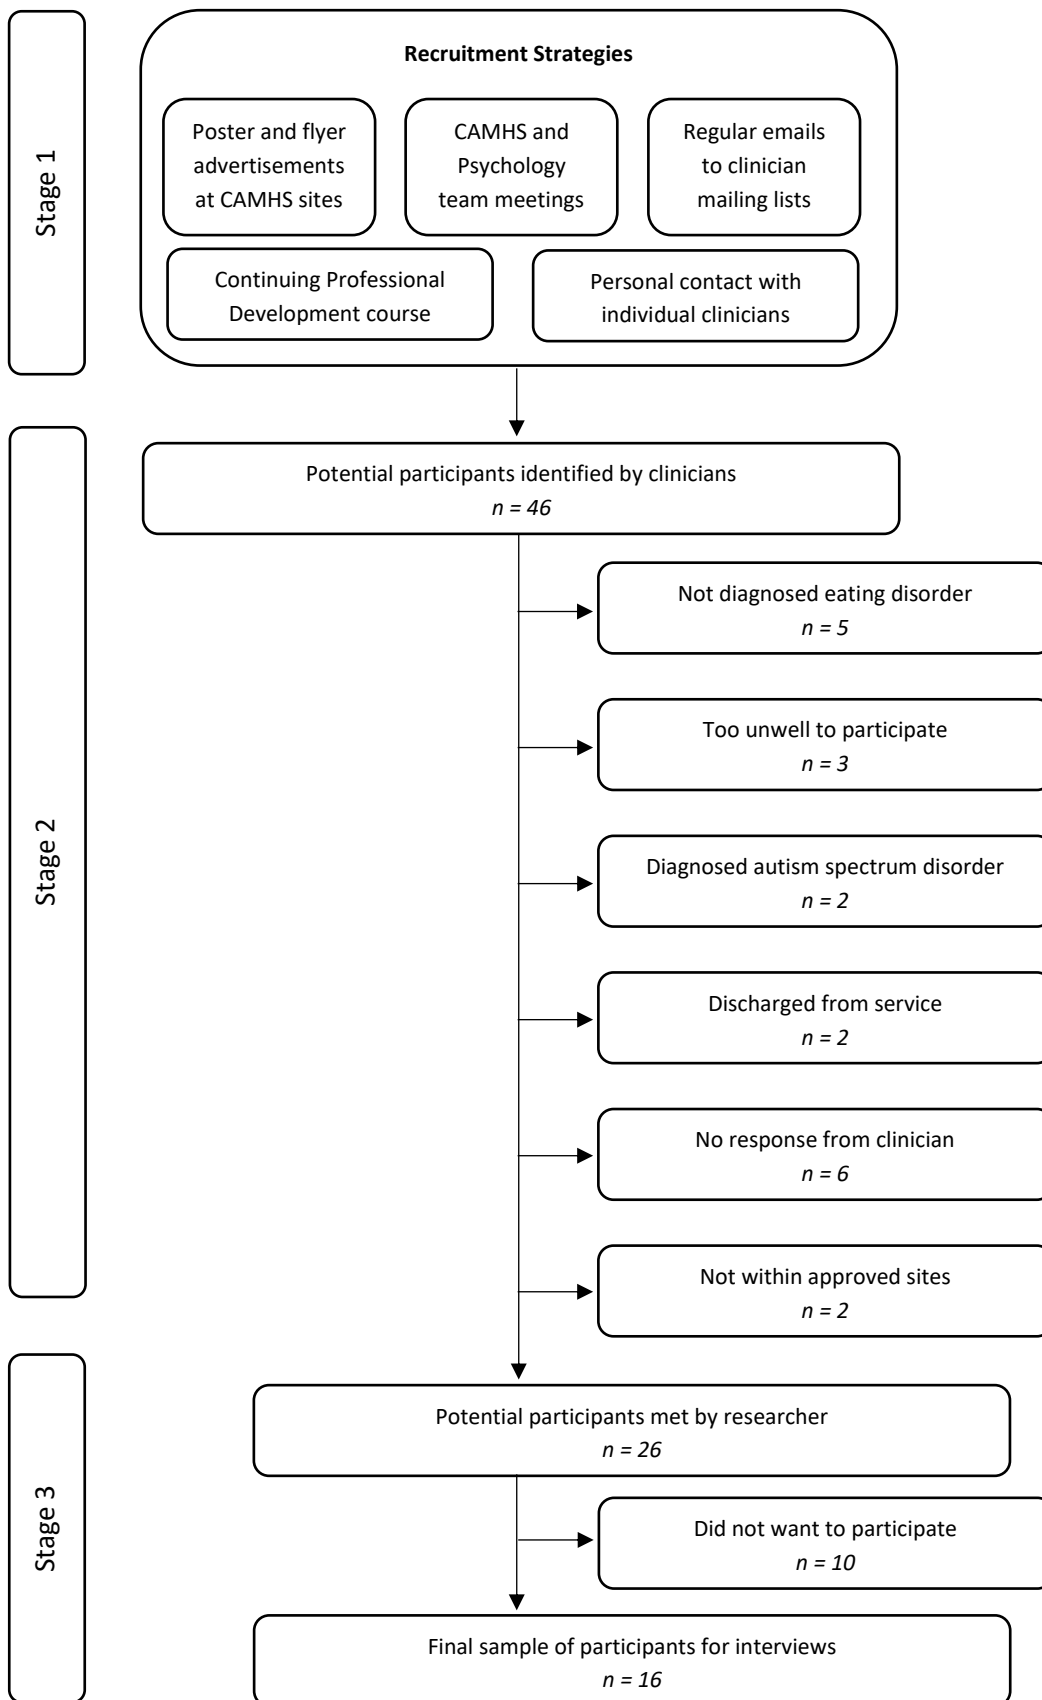 Stage 1
Recruitment Strategies
Poster and flyer
advertisements
at CAMHS sites
CAMHS and
Psychology
team meetings
Regular emails
to clinician
mailing lists
Continuing Professional
Development course
Personal contact with
individual clinicians
Stage 2
Potential participants identified by clinicians
n = 46
Not diagnosed eating disorder
n = 5
Too unwell to participate
n = 3
Diagnosed autism spectrum disorder
n = 2
Discharged from service
n = 2
No response from clinician
n = 6
Not within approved sites
n = 2
Stage 3
Potential participants met by researcher
n = 26
Did not want to participate
n = 10
Final sample of participants for interviews
n = 16